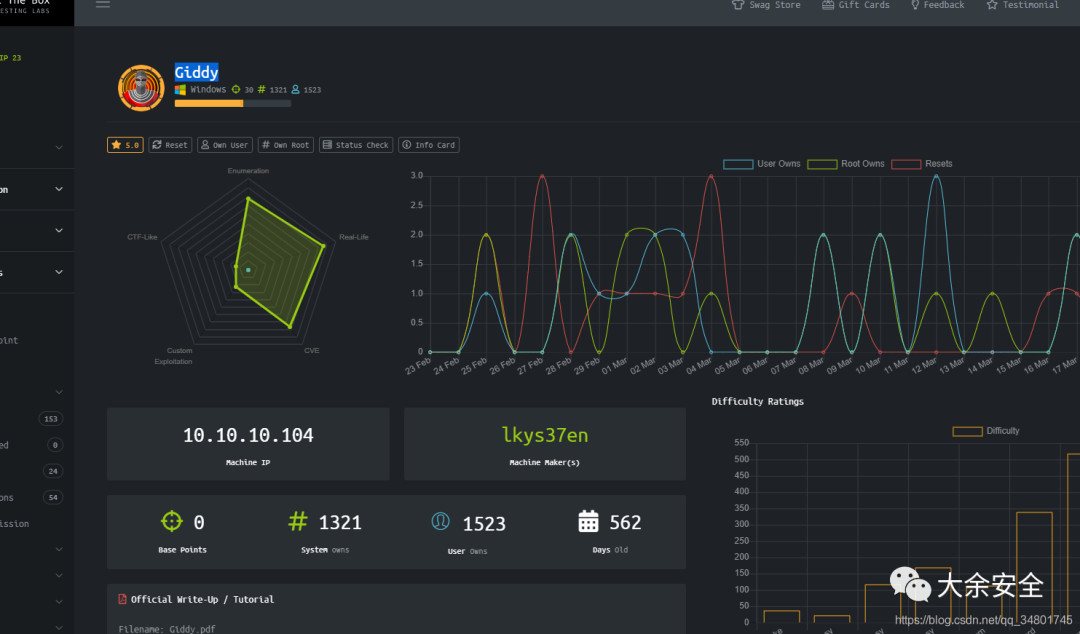 The Box
ESTING LABS
Swag Store
Gift Cards
Feedback
Testimonial
IP 23
Giddy
Windows 30 # 1321 1523
5.0
Reset
Own User
# Own Root
Status Check
Info Card
on
s
oint
153
ed 0
24
ons 54
ission
Enumeration
CTF-Like
Real-Life
Custom
Exploitation
CVE
User Owns
Root Owns
Resets
3.0
2.5
2.0
1.5
1.0
0.5
0
23 Feb
24 Feb
25 Feb
26 Feb
27 Feb
28 Feb
29 Feb
01 Mar
02 Mar
03 Mar
04 Mar
05 Mar
06 Mar
07 Mar
08 Mar
09 Mar
10 Mar
11 Mar
12 Mar
13 Mar
14 Mar
15 Mar
16 Mar
17 Mar
10.10.10.104
Machine IP
lkys37en
Machine Maker(s)
0
Base Points
# 1321
System owns
1523
User Owns
562
Days Old
Official Write-Up / Tutorial
Filename: Giddy.pdf
Difficulty Ratings
Difficulty
550
500
450
400
350
300
250
200
150
100
50
0
大余安全
https://blog.csdn.net/qq_34801745